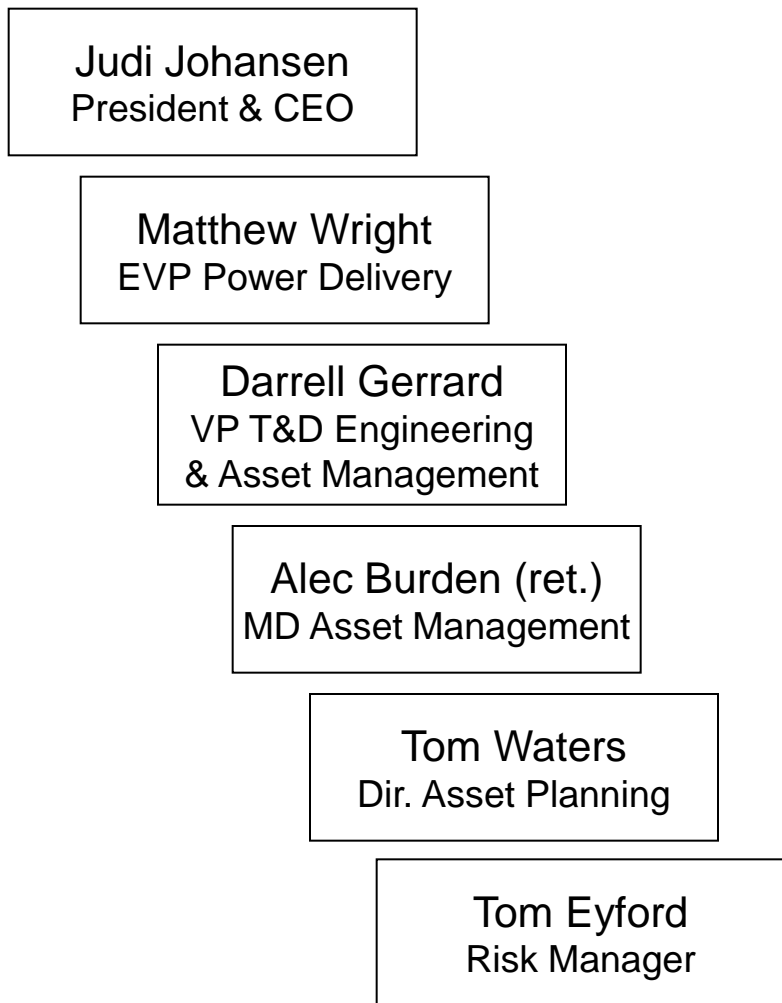 Judi Johansen
President & CEO
Matthew Wright
EVP Power Delivery
Darrell Gerrard
VP T&D Engineering
& Asset Management
Alec Burden (ret.)
MD Asset Management
Tom Waters
Dir. Asset Planning
Tom Eyford
Risk Manager